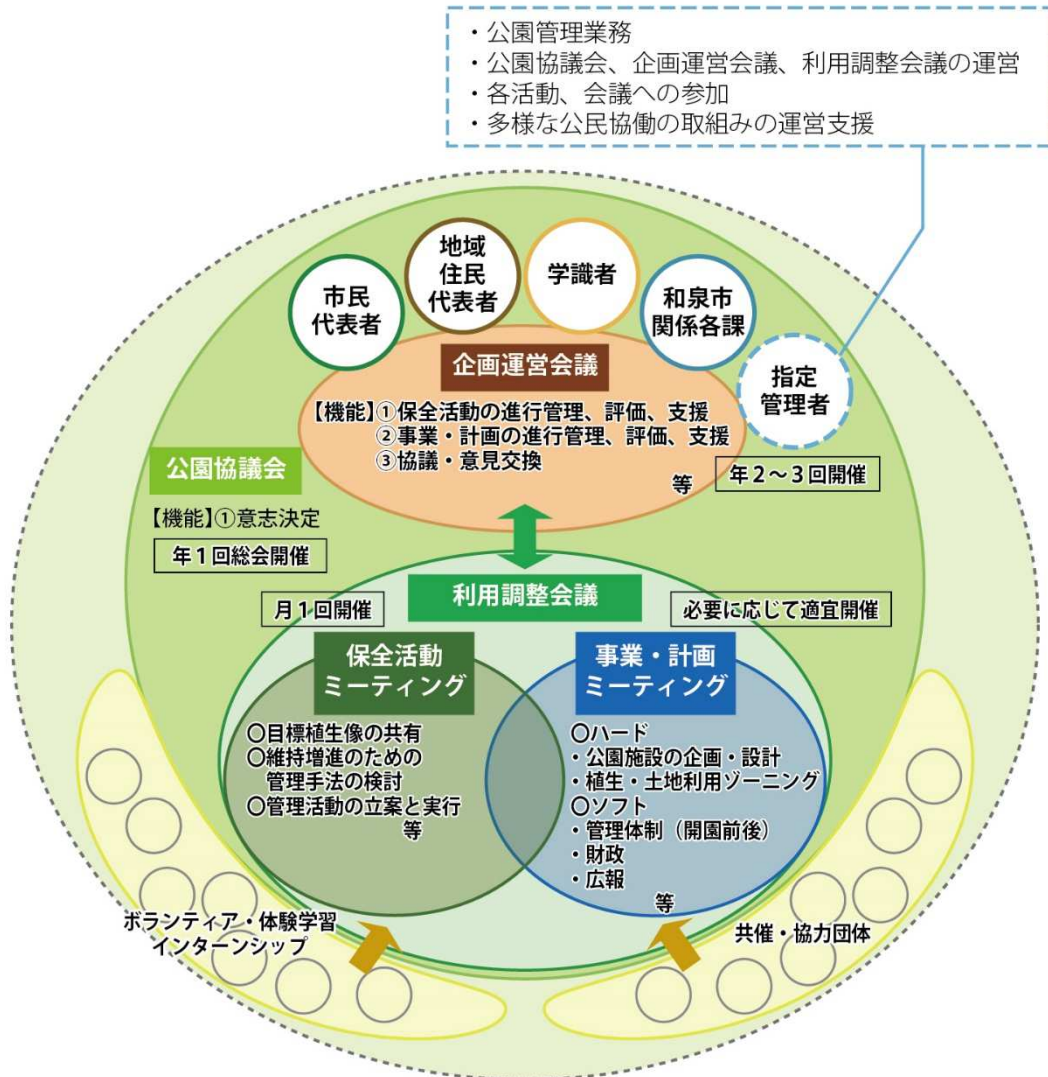 ・公園管理業務
・公園協議会、企画運営会議、利用調整会議の運営
・各活動、会議への参加
・多様な公民協働の取組みの運営支援
市民
代表者
地域
住民
代表者
学識者
和泉市
関係各課
指定
管理者
企画運営会議
【機能】①保全活動の進行管理、評価、支援
②事業・計画の進行管理、評価、支援
③協議・意見交換
等
年２～３回開催
公園協議会
【機能】①意志決定
年１回総会開催
利用調整会議
月１回開催
必要に応じて適宜開催
保全活動
ミーティング
〇目標植生像の共有
〇維持増進のための
管理手法の検討
〇管理活動の立案と実行
等
事業・計画
ミーティング
〇ハード
・公園施設の企画・設計
・植生・土地利用ゾーニング
〇ソフト
・管理体制（開園前後）
・財政
・広報
等
ボランティア・体験学習
インターンシップ
共催・協力団体